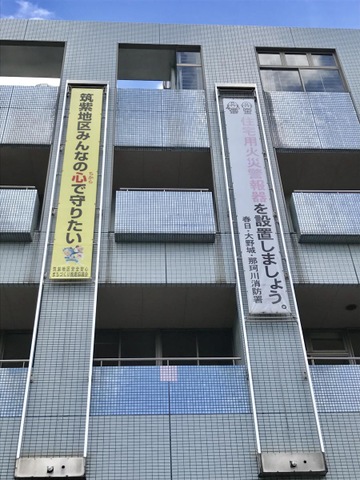 筑紫地区みんなの心で守りたい
住宅用火災警報器を設置しましょう。
春日・大野城・那珂川消防署